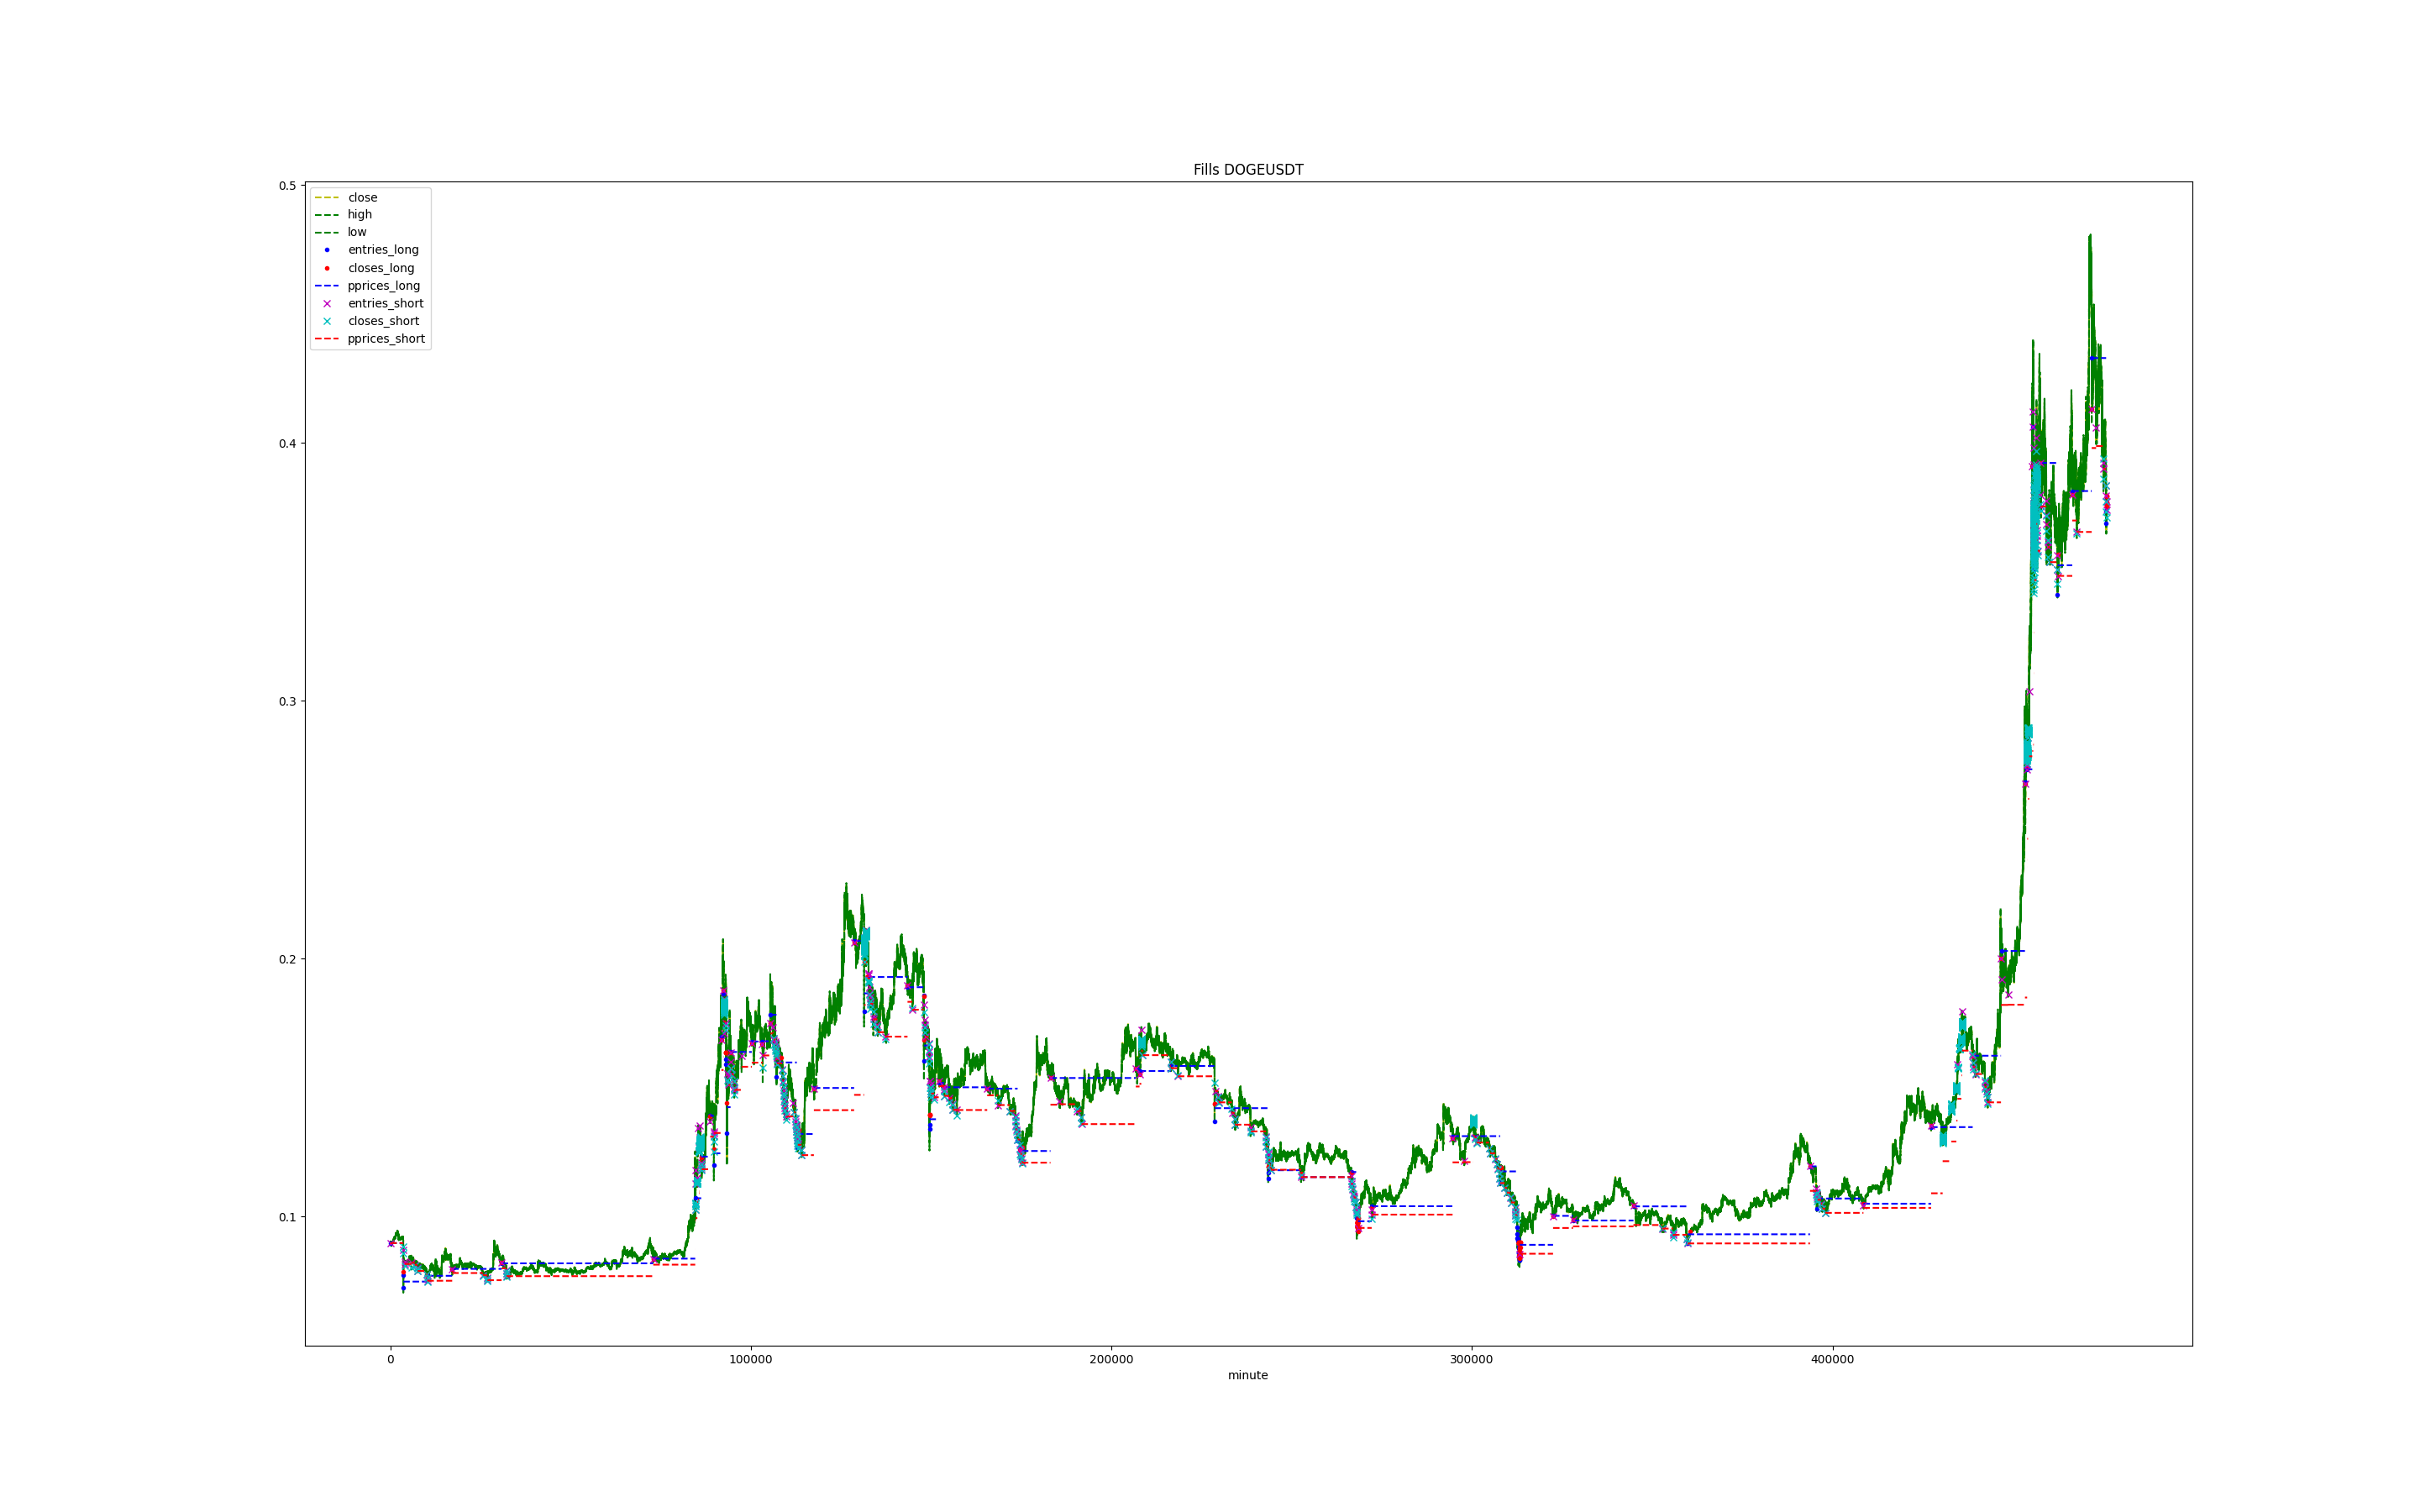 Fills DOGEUSDT
0.5
0.4
0.3
0.2
0.1
close
high
low
entries_long
closes_long
pprices_long
entries_short
closes_short
pprices_short
0
100000
200000
300000
400000
minute